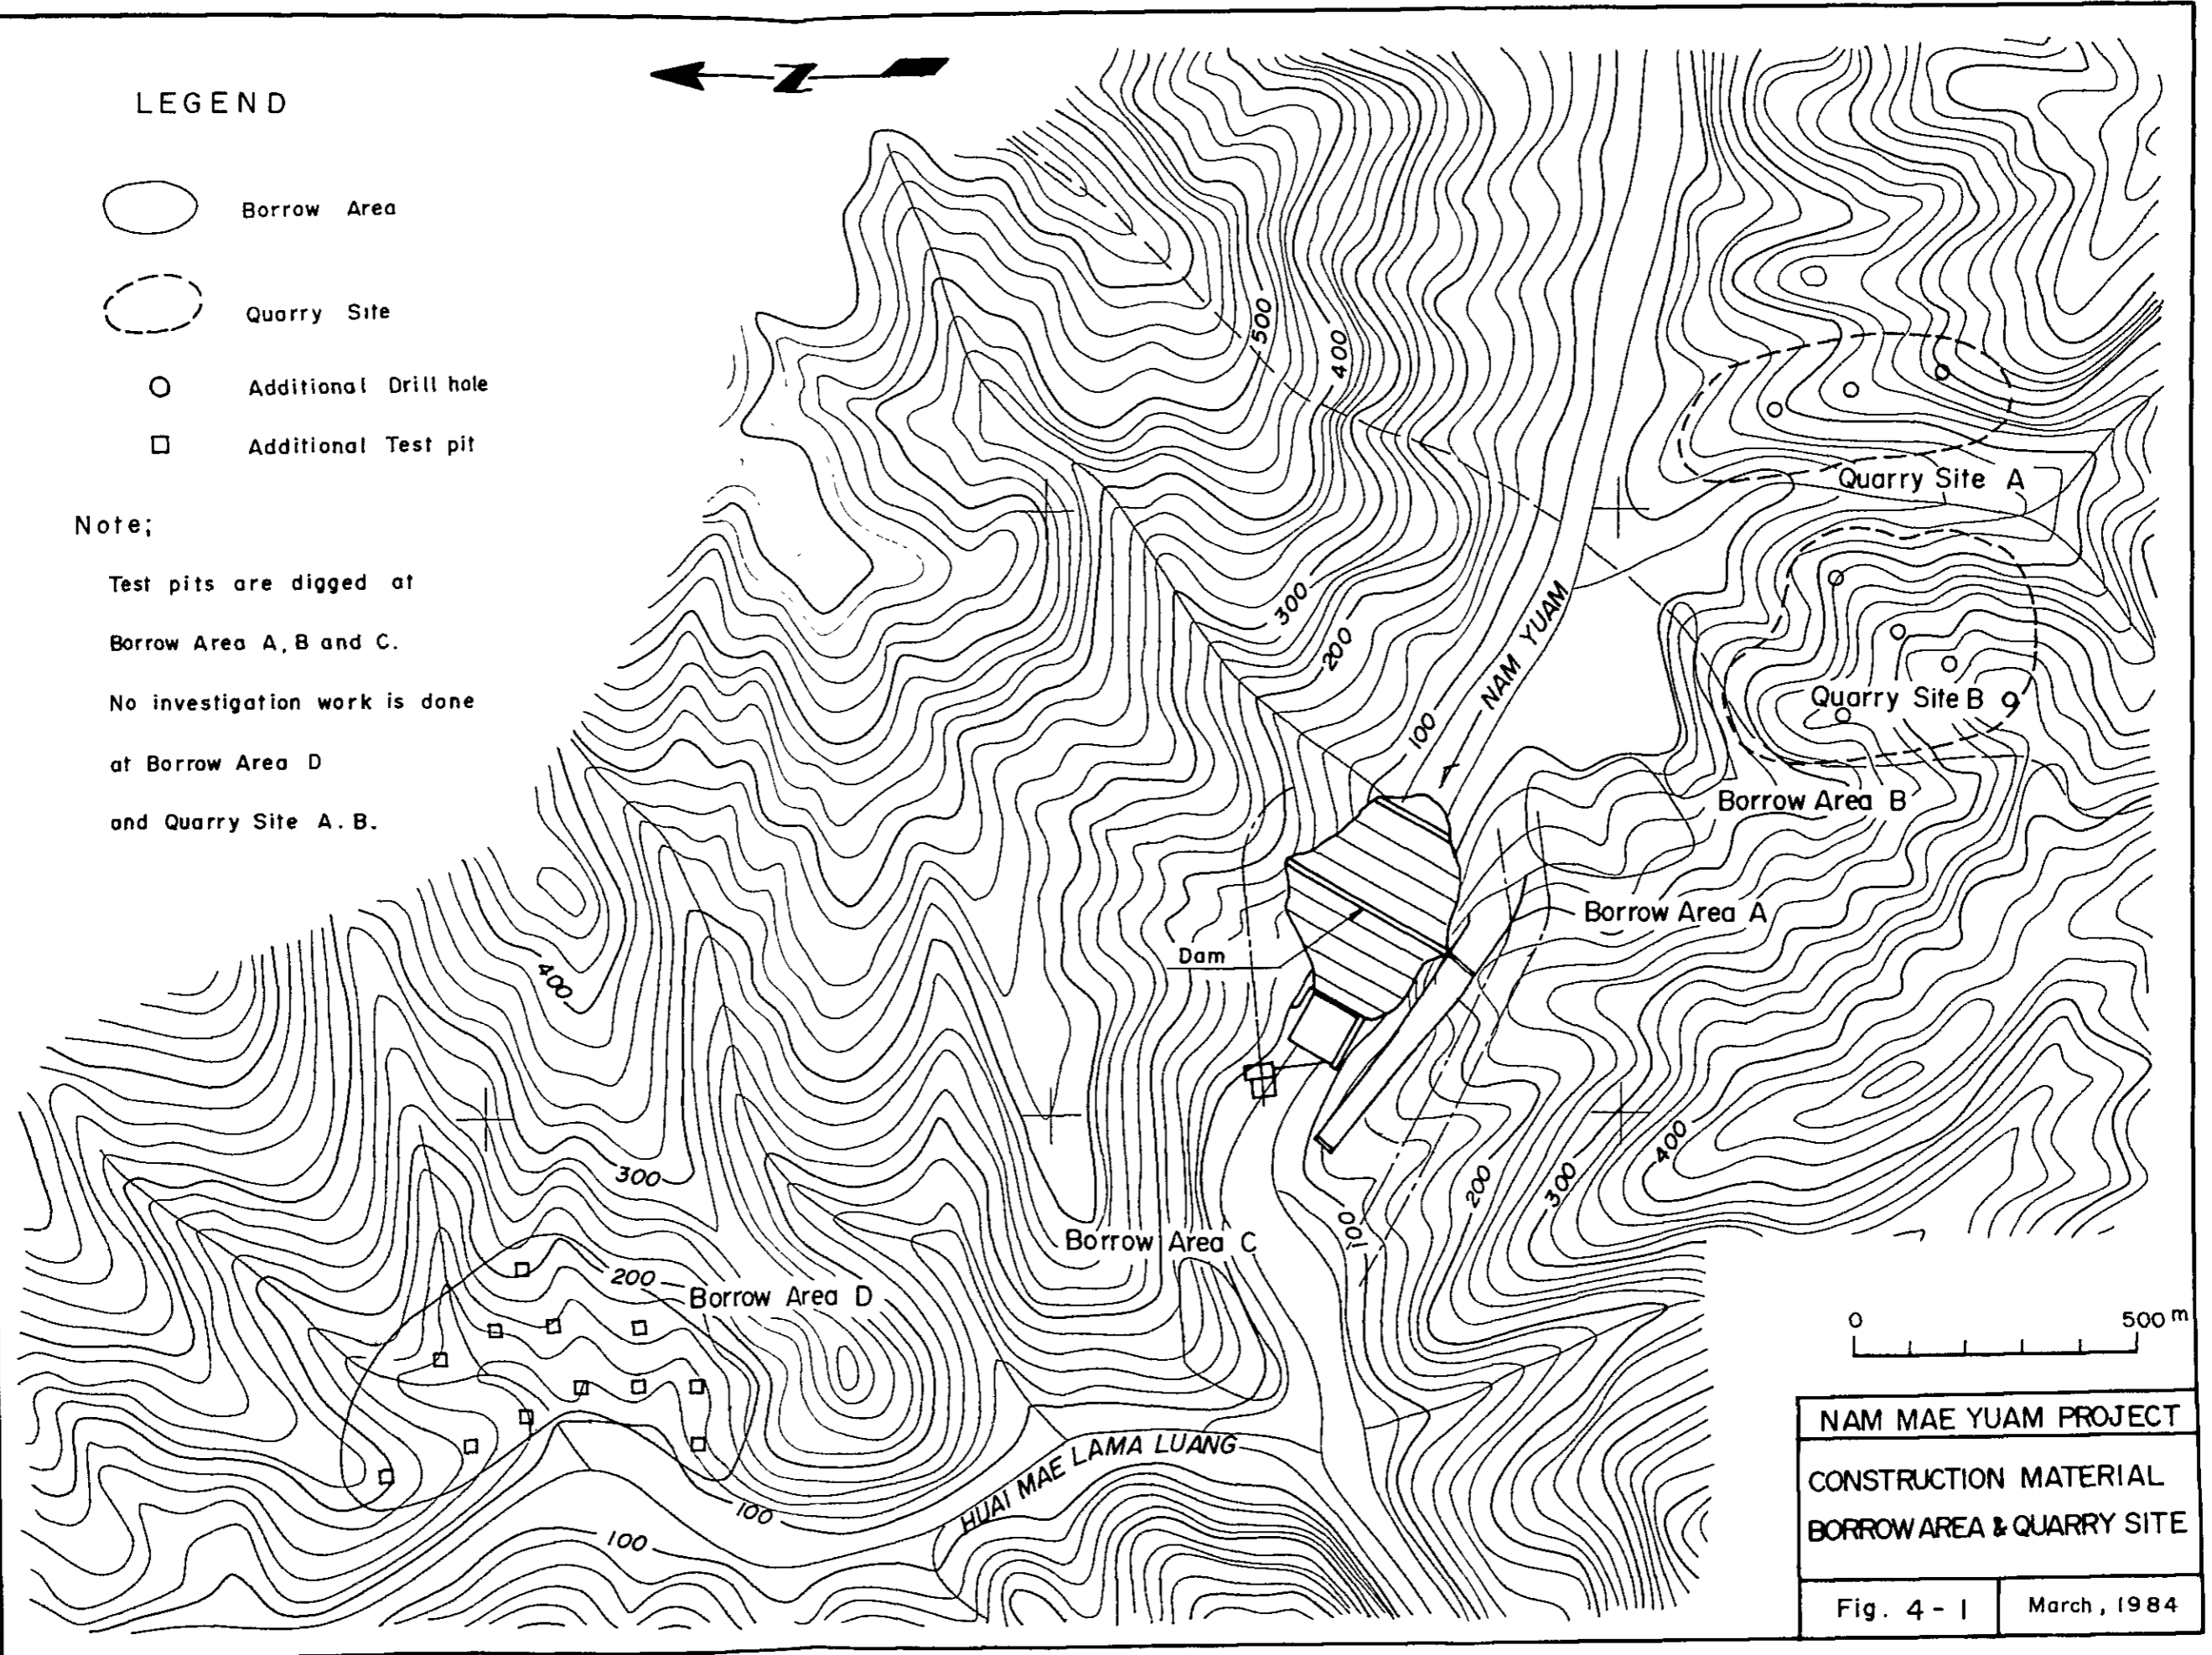 LEGEND
Borrow Area
Quarry Site
Additional Drill hole
Additional Test pit
Note;
Test pits are digged at
Borrow Area A, B and C.
No investigation work is done
at Borrow Area D
and Quarry Site A. B.
N
500
400
300
200
100
NAM YUAM
Quarry Site A
Quarry Site B
Borrow Area B
Borrow Area A
Dam
400
300
200
Borrow Area D
Borrow Area C
100
200
300
400
100
100
HUAI MAE LAMA LUANG
0 500 m
NAM MAE YUAM PROJECT
CONSTRUCTION MATERIAL
BORROW AREA & QUARRY SITE
Fig. 4 - 1
March, 1984